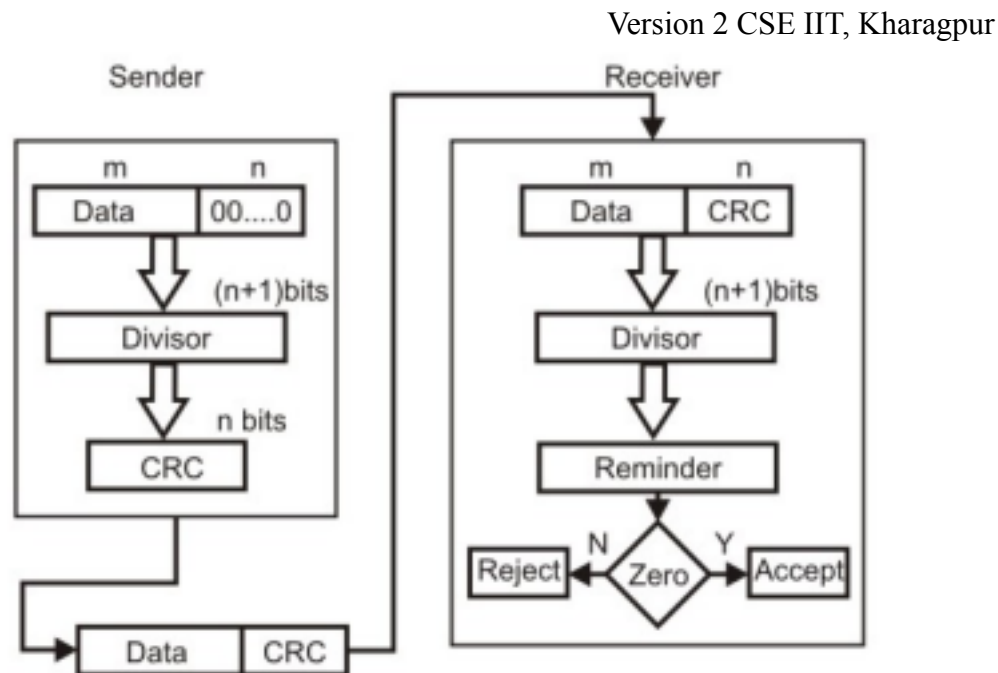 Version 2 CSE IIT, Kharagpur
Sender
Receiver
m n
Data 00....0
(n+1)bits
Divisor
n bits
CRC
Data CRC
m n
Data CRC
(n+1)bits
Divisor
Reminder
N Y
Reject Zero Accept